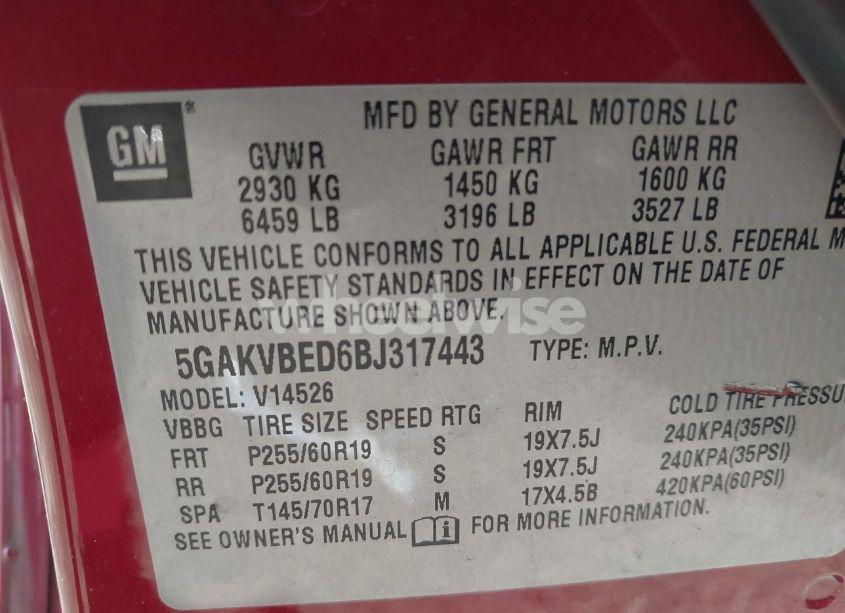 GM®
MFD BY GENERAL MOTORS LLC
GVWR GAWR FRT GAWR RR
2930 KG 1450 KG 1600 KG
6459 LB 3196 LB 3527 LB
THIS VEHICLE CONFORMS TO ALL APPLICABLE U.S. FEDERAL M
VEHICLE SAFETY STANDARDS IN EFFECT ON THE DATE OF
MANUFACTURE SHOWN ABOVE.
wheelwise
5GAKVBED6BJ317443 TYPE: M.P.V.
MODEL: V14526
VBBG TIRE SIZE SPEED RTG RIM COLD TIRE PRESSU
FRT P255/60R19 S 19X7.5J 240KPA(35PSI)
RR P255/60R19 S 19X7.5J 240KPA(35PSI)
SPA T145/70R17 M 17X4.5B 420KPA(60PSI)
SEE OWNER'S MANUAL i FOR MORE INFORMATION.